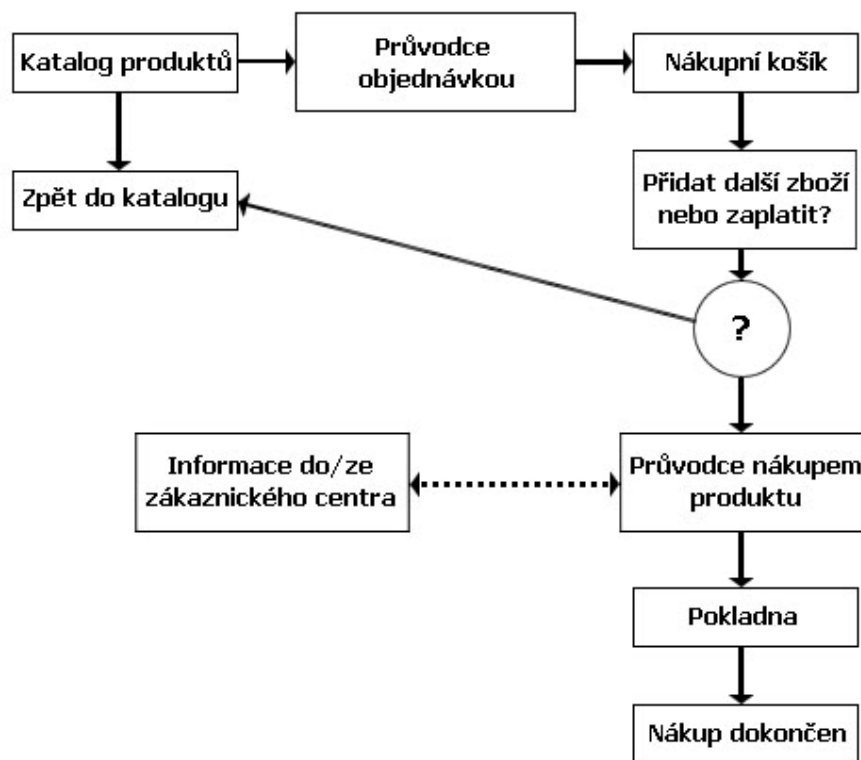 Katalog produktů
Průvodce
objednávkou
Nákupní košík
Zpět do katalogu
Přidat další zboží
nebo zaplatit?
?
Informace do/ze
zákaznického centra
Průvodce nákupem
produktu
Pokladna
Nákup dokončen